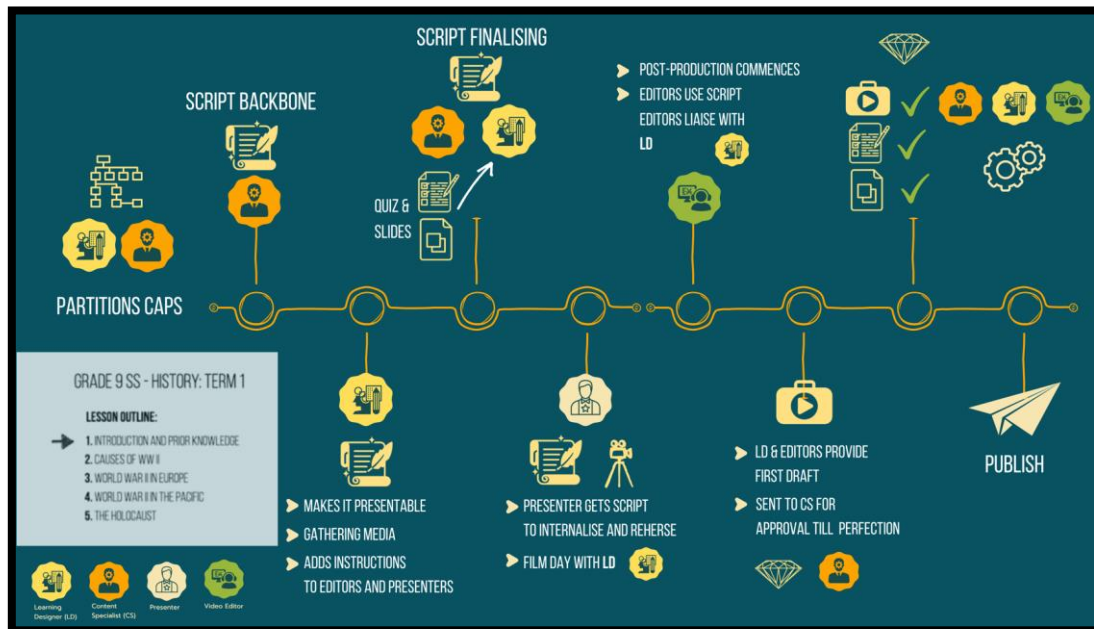 SCRIPT FINALISING
SCRIPT BACKBONE
PARTITIONS CAPS
QUIZ &
SLIDES
POST-PRODUCTION COMMENCES
EDITORS USE SCRIPT
EDITORS LIAISE WITH
LD
GRADE 9 SS - HISTORY: TERM 1
LESSON OUTLINE:
1. INTRODUCTION AND PRIOR KNOWLEDGE
2. CAUSES OF WW II
3. WORLD WAR II IN EUROPE
4. WORLD WAR II IN THE PACIFIC
5. THE HOLOCAUST
MAKES IT PRESENTABLE
GATHERING MEDIA
ADDS INSTRUCTIONS
TO EDITORS AND PRESENTERS
PRESENTER GETS SCRIPT
TO INTERNALISE AND REHERSE
FILM DAY WITH LD
LD & EDITORS PROVIDE
FIRST DRAFT
SENT TO CS FOR
APPROVAL TILL PERFECTION
PUBLISH
Learning
Designer (LD)
Content
Specialist (CS)
Presenter
Video Editor